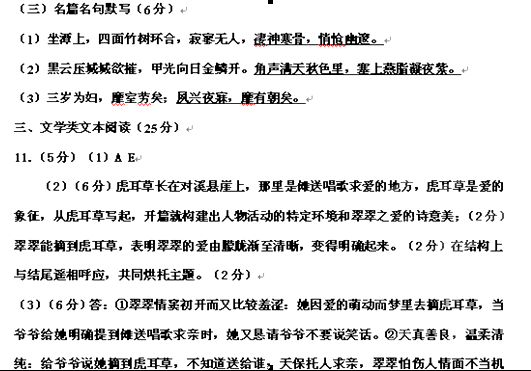 （三）名篇名句默写（6分）
（1）坐潭上，四面竹树环合，寂寥无人，凄神寒骨，悄怆幽邃。
（2）黑云压城城欲摧，甲光向日金鳞开。角声满天秋色里，塞上燕脂凝夜紫。
（3）三岁为妇，靡室劳矣；夙兴夜寐，靡有朝矣。
三、文学类文本阅读（25分）
11.（5分）（1）A E
（2）（6分）虎耳草长在对溪悬崖上，那里是傩送唱歌求爱的地方，虎耳草是爱的
象征，从虎耳草写起，开篇就构建出人物活动的特定环境和翠翠之爱的诗意美；（2分）
翠翠能摘到虎耳草，表明翠翠的爱由朦胧渐至清晰，变得明确起来。（2分）在结构上
与结尾遥相呼应，共同烘托主题。（2分）
（3）（6分）答：①翠翠情窦初开而又比较羞涩：她因爱的萌动而梦里去摘虎耳草，当
爷爷给她明确提到傩送唱歌求亲时，她又恳请爷爷不要说笑话。②天真善良，温柔清
纯：给爷爷说她摘到虎耳草，不知道送给谁。天保托人求亲，翠翠怕伤人情面不当机